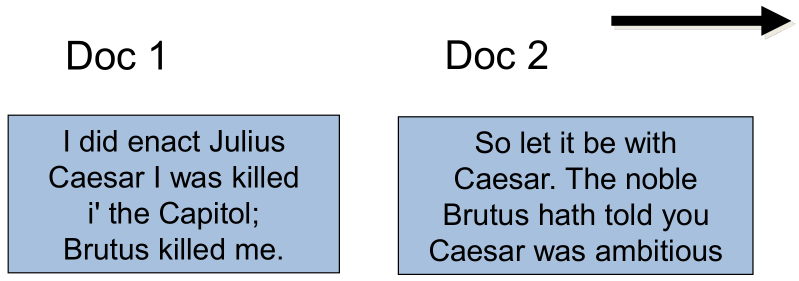 Doc 1
I did enact Julius
Caesar I was killed
i' the Capitol;
Brutus killed me.
Doc 2
So let it be with
Caesar. The noble
Brutus hath told you
Caesar was ambitious